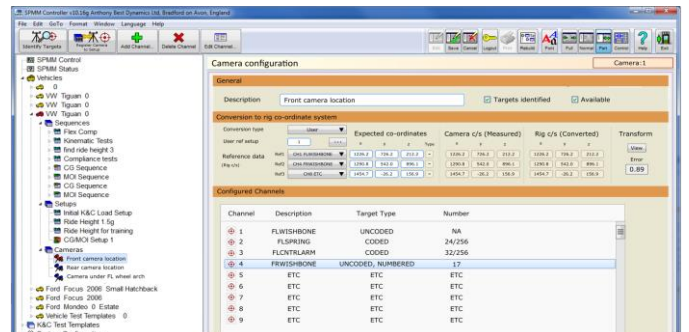 SPMM Controller v10.16g Anthony Best Dynamics Ltd, Bradford on Avon, England
File Edit GoTo Format Window Language Help
Identify Targets
Add Channel...
Delete Channel
Edit Channel...
Save Cancel Logout
Rebuild
Help
Exit
SPMM Control
SPMM Status
Vehicles
0
VW Tiguan 0
VW Tiguan 0
VW Tiguan 0
Sequences
Flex Comp
Kinematic Tests
find ride height 3
Compliance tests
CG Sequence
MOI Sequence
CG Sequence
MOI Sequence
Setups
Initial K&C Load Setup
Ride Height 1.5g
Ride Height for training
CG/MOI Setup 1
Cameras
Front camera location
Rear camera location
Camera under FL wheel arch
Ford Focus 2006 Small Hatchback
Ford Focus 2006
Ford Mondeo 0 Estate
Vehicle Test Templates 0
K&C Test Templates
Camera configuration
Camera:1
General
Description Front camera location Targets identified Available
Conversion to rig co-ordinate system
Conversion type User
User ref setup 1
Expected co-ordinates Camera c/s (Measured) Rig c/s (Converted) Transform
X Y Z Type X Y Z X Y Z
View
Reference data
Error
0.89
Configured Channels
Channel Description Target Type Number
1 FLWISHBONE UNCODED NA
2 FLSPRING CODED 24/256
3 FLCNTRLARM CODED 32/256
4 FRWISHBONE UNCODED, NUMBERED 17
5 ETC ETC ETC
6 ETC ETC ETC
7 ETC ETC ETC
8 ETC ETC ETC
9 ETC ETC ETC